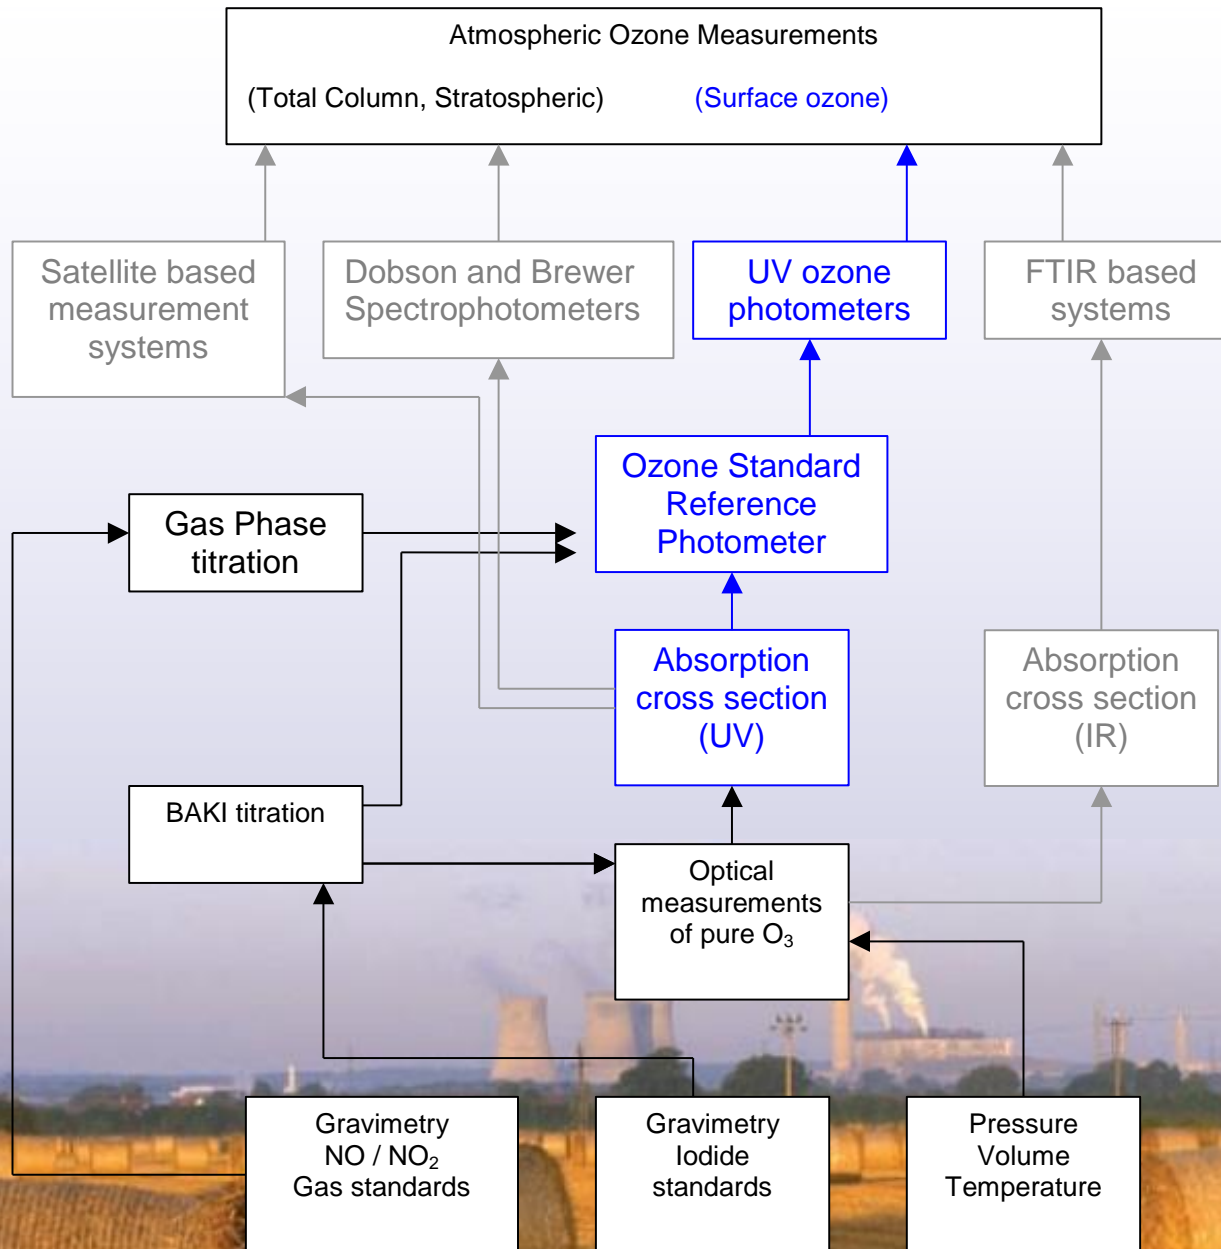 Atmospheric Ozone Measurements
(Total Column, Stratospheric) (Surface ozone)
Satellite based
measurement
systems
Dobson and Brewer
Spectrophotometers
UV ozone
photometers
FTIR based
systems
Ozone Standard
Reference
Photometer
Gas Phase
titration
Absorption
cross section
(UV)
Absorption
cross section
(IR)
BAKI titration
Optical
measurements
of pure O₃
Gravimetry
NO / NO₂
Gas standards
Gravimetry
Iodide
standards
Pressure
Volume
Temperature